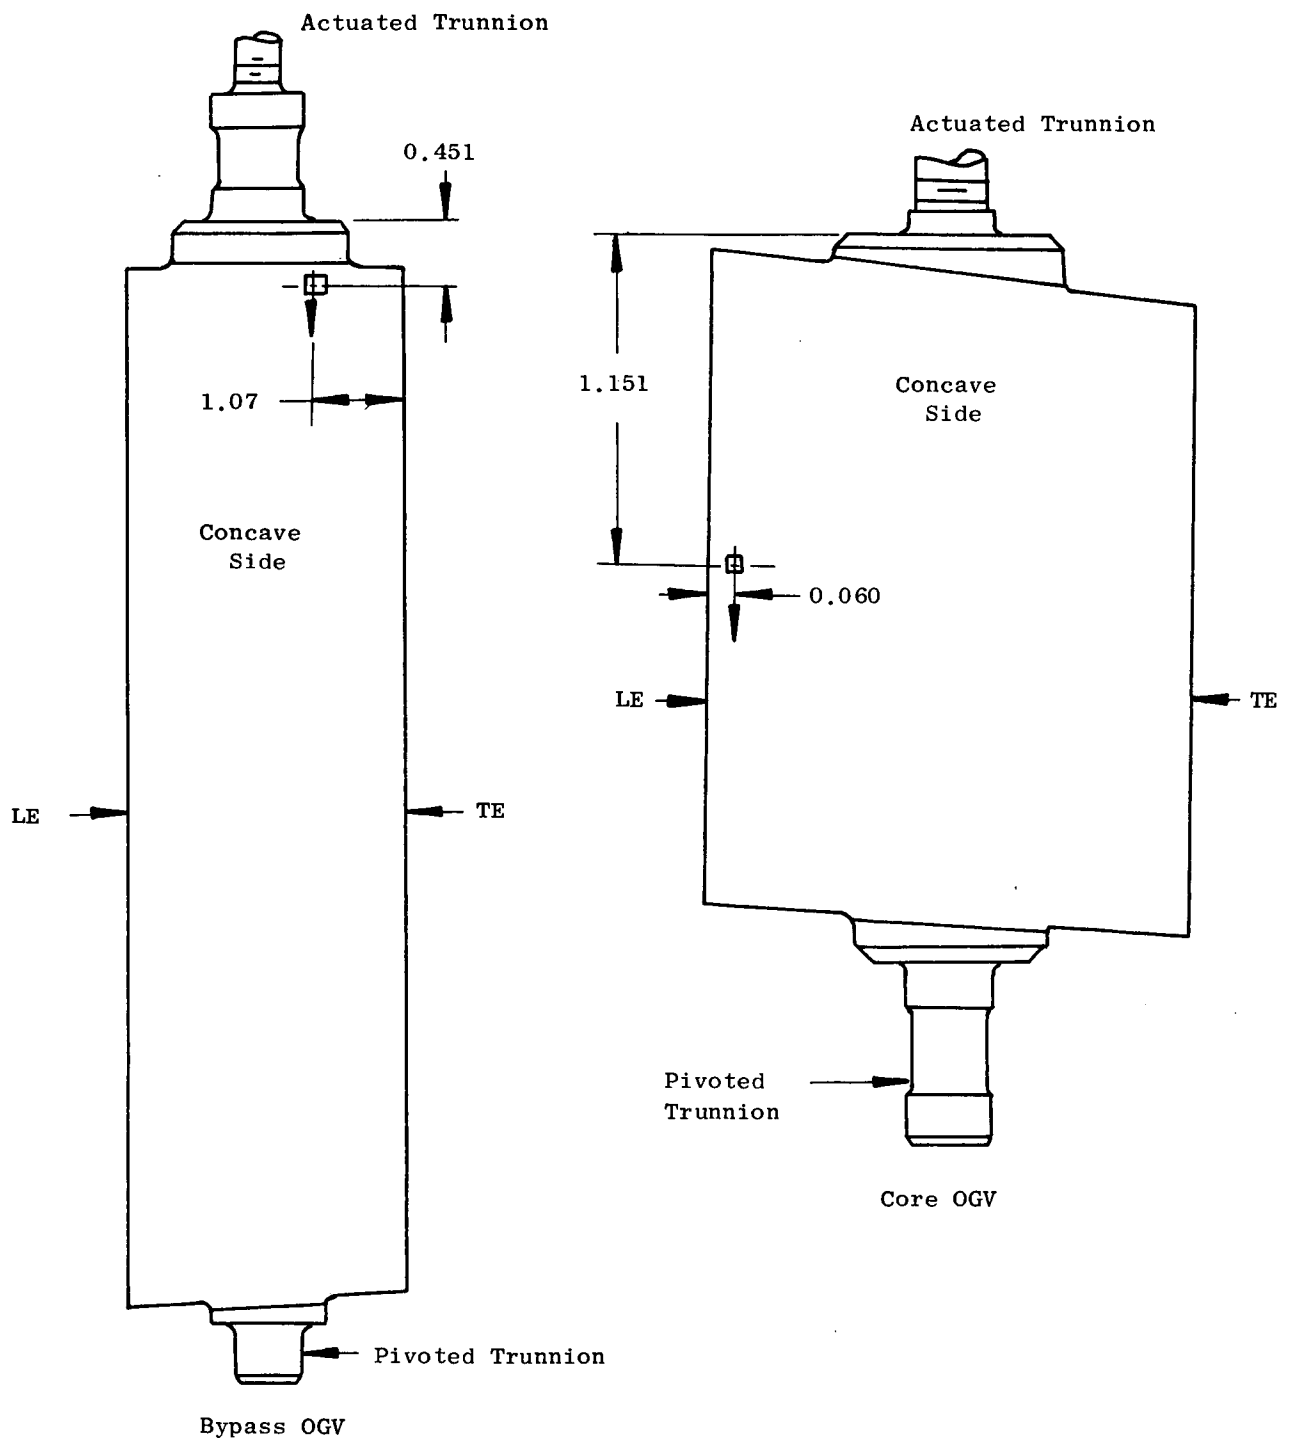 Actuated Trunnion
0.451
1.07
Concave
Side
LE
TE
Pivoted Trunnion
Bypass OGV
Actuated Trunnion
1.151
Concave
Side
0.060
LE
TE
Pivoted
Trunnion
Core OGV